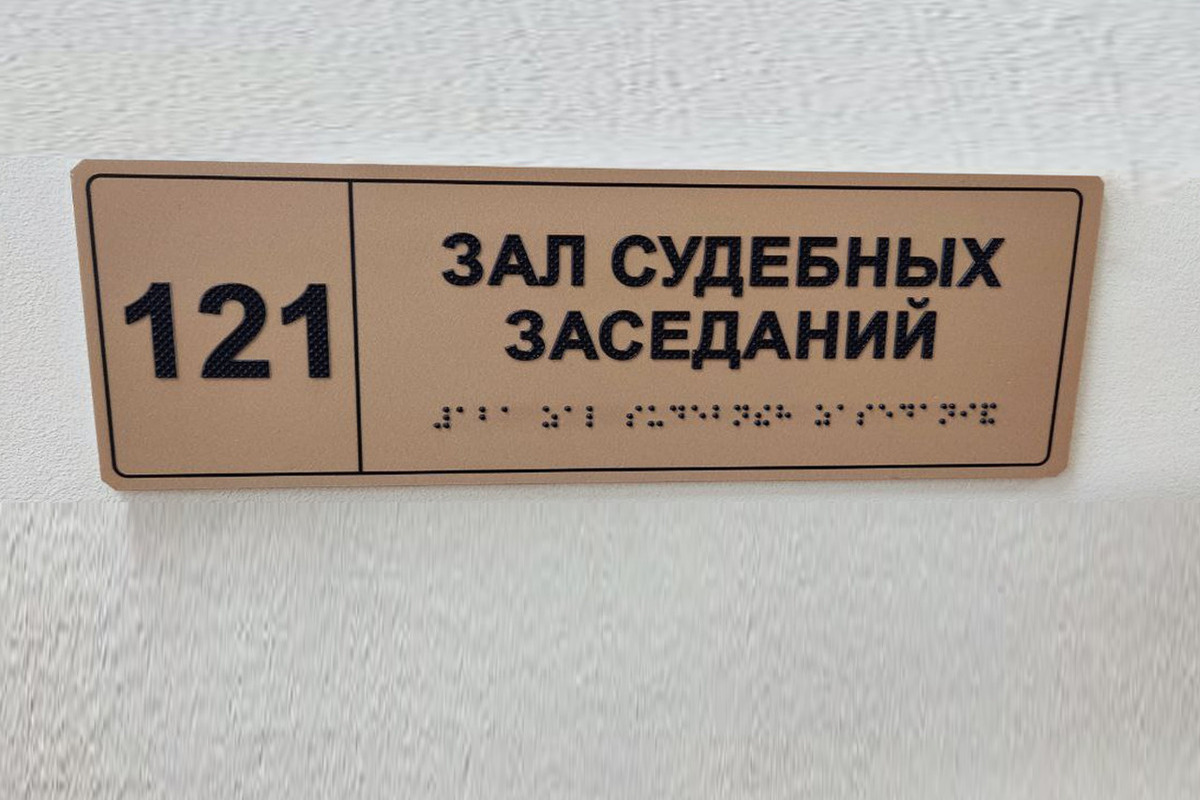 121
ЗАЛ СУДЕБНЫХ
ЗАСЕДАНИЙ
⠼⠁⠃⠁ ⠵⠁⠇ ⠎⠥⠙⠑⠃⠝⠮⠓ ⠵⠁⠎⠑⠙⠁⠝⠊⠯